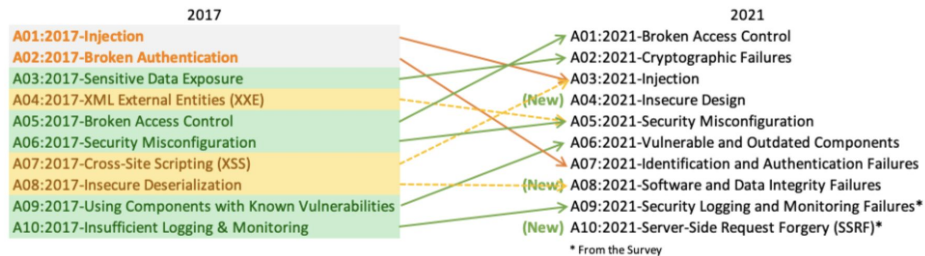 2017 2021
A01:2017-Injection A01:2021-Broken Access Control
A02:2017-Broken Authentication A02:2021-Cryptographic Failures
A03:2017-Sensitive Data Exposure A03:2021-Injection
A04:2017-XML External Entities (XXE) (New) A04:2021-Insecure Design
A05:2017-Broken Access Control A05:2021-Security Misconfiguration
A06:2017-Security Misconfiguration A06:2021-Vulnerable and Outdated Components
A07:2017-Cross-Site Scripting (XSS) A07:2021-Identification and Authentication Failures
A08:2017-Insecure Deserialization (New) A08:2021-Software and Data Integrity Failures
A09:2017-Using Components with Known Vulnerabilities A09:2021-Security Logging and Monitoring Failures*
A10:2017-Insufficient Logging & Monitoring (New) A10:2021-Server-Side Request Forgery (SSRF)*
* From the Survey